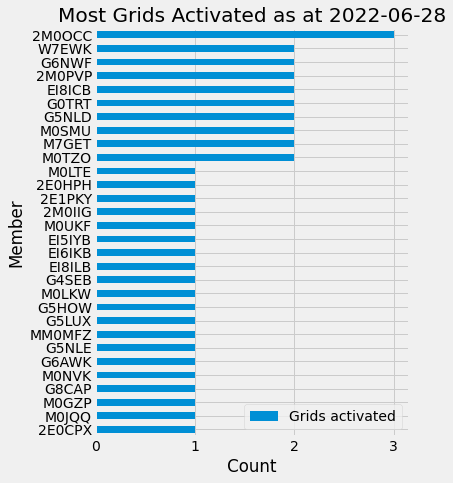 Most Grids Activated as at 2022-06-28
2M0OCC
W7EWK
G6NWF
2M0PVP
EI8ICB
G0TRT
G5NLD
M0SMU
M7GET
M0TZO
M0LTE
2E0HPH
2E1PKY
2M0IIG
M0UKF
EI5IYB
EI6IKB
EI8ILB
G4SEB
M0LKW
G5HOW
G5LUX
MM0MFZ
G5NLE
G6AWK
M0NVK
G8CAP
M0GZP
M0JQQ
2E0CPX
Member
Grids activated
0 1 2 3
Count